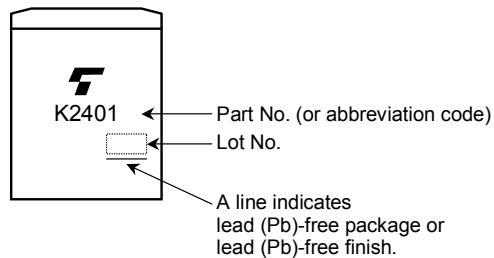 K2401
Part No. (or abbreviation code)
Lot No.
A line indicates
lead (Pb)-free package or
lead (Pb)-free finish.